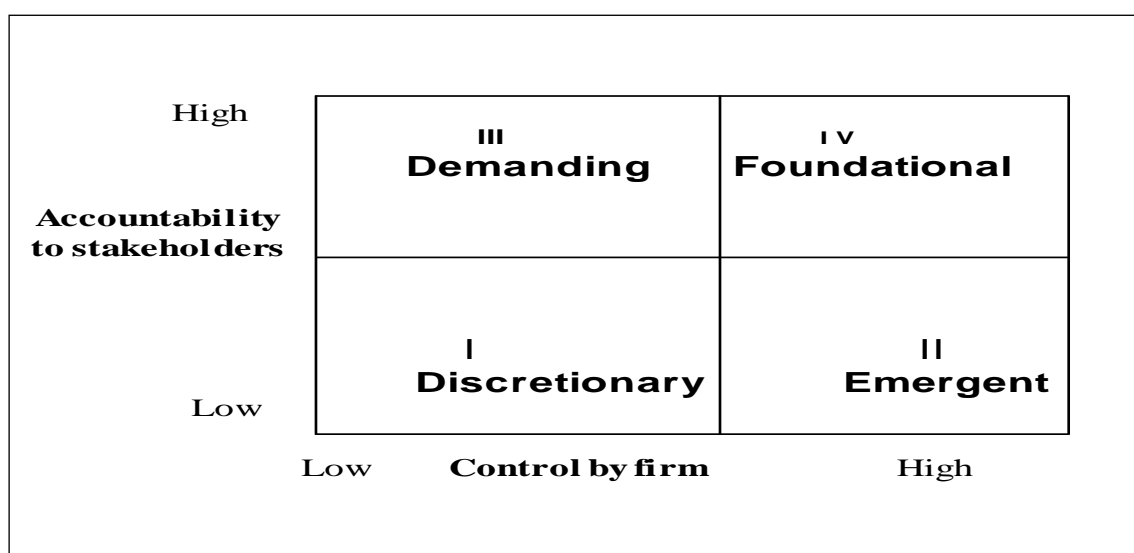 High
III
Demanding
IV
Foundational
Accountability
to stakeholders
I
Discretionary
II
Emergent
Low
Low
Control by firm
High